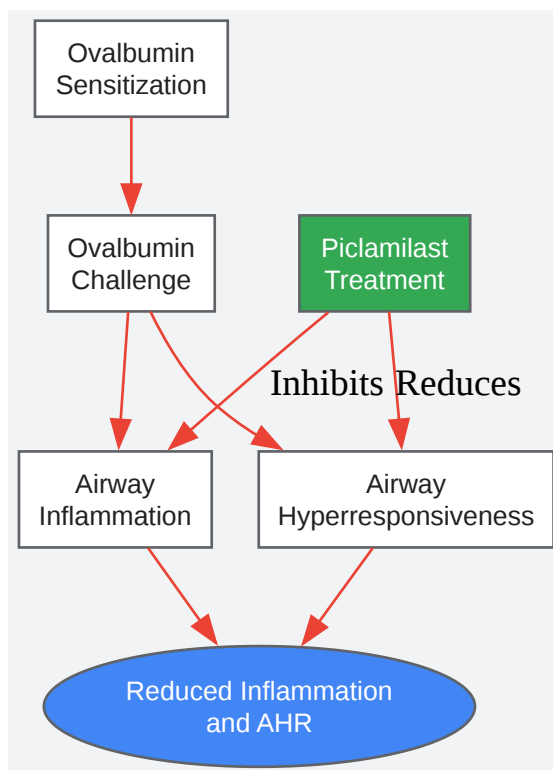 Ovalbumin
Sensitization
Ovalbumin
Challenge
Piclamilast
Treatment
Inhibits
Reduces
Airway
Inflammation
Airway
Hyperresponsiveness
Reduced Inflammation
and AHR